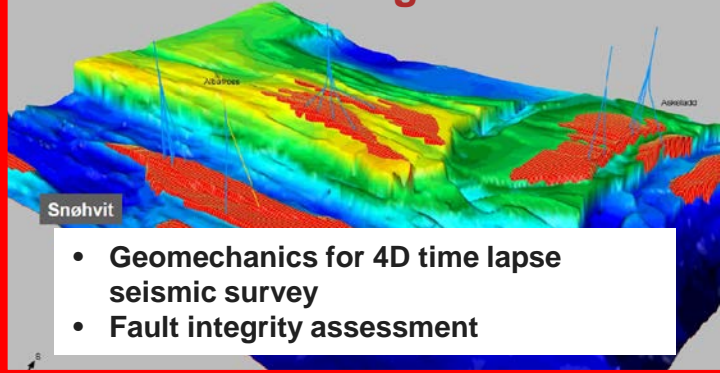 Albatross
Askeladd
Snøhvit
• Geomechanics for 4D time lapse
seismic survey
• Fault integrity assessment
S